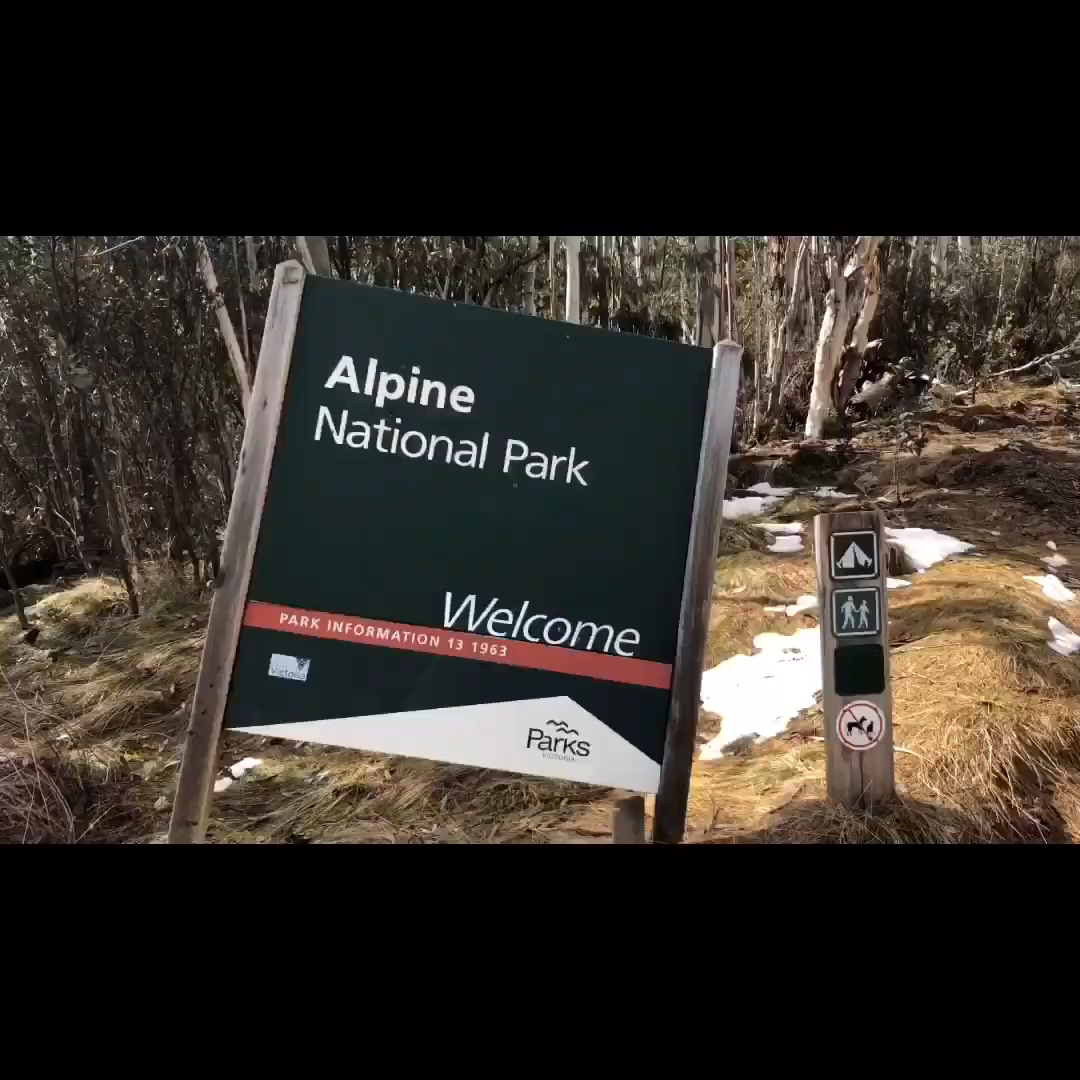 Alpine
National Park
Welcome
PARK INFORMATION 13 1963
Victoria
Parks
VICTORIA